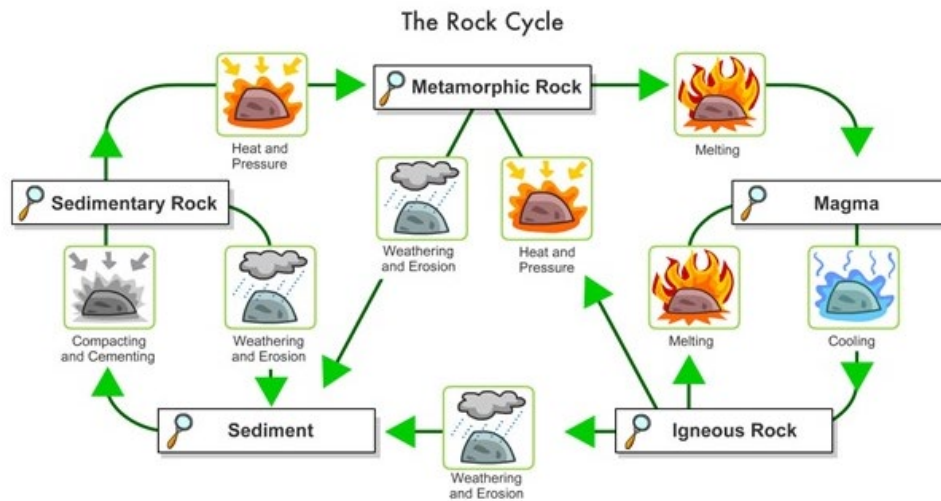 The Rock Cycle
Metamorphic Rock
Heat and
Pressure
Melting
Sedimentary Rock
Magma
Weathering
and Erosion
Heat and
Pressure
Compacting
and Cementing
Weathering
and Erosion
Melting
Cooling
Sediment
Igneous Rock
Weathering
and Erosion